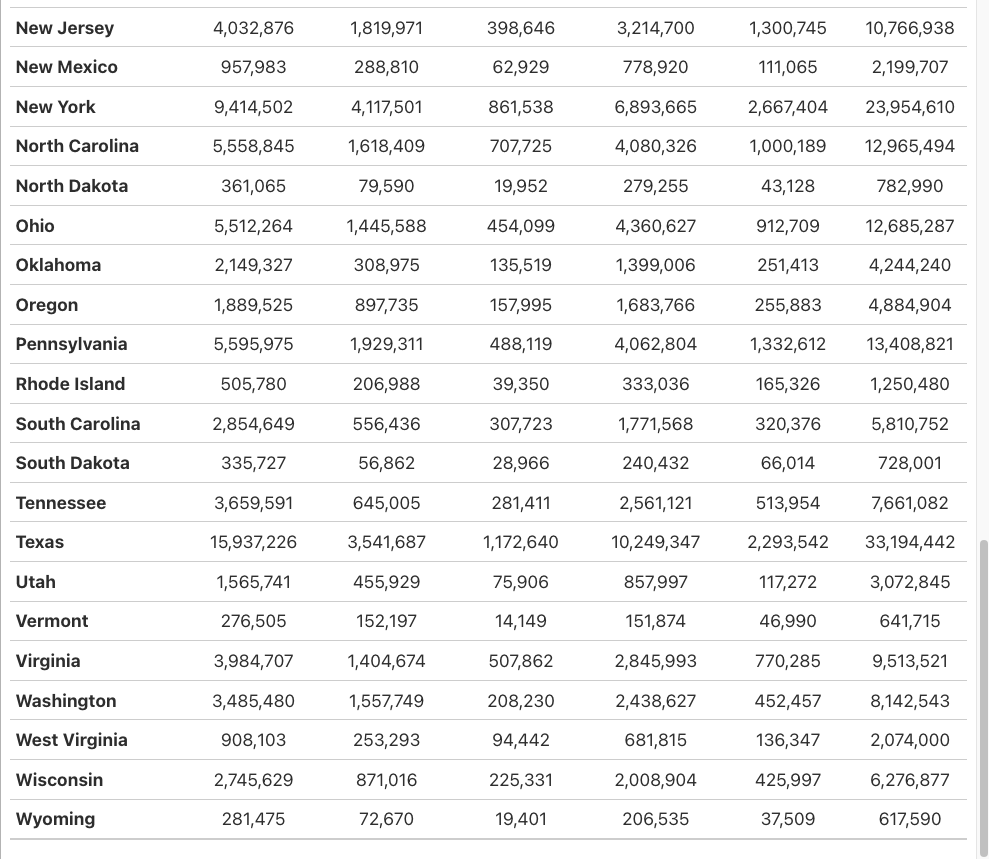 New Jersey 4,032,876 1,819,971 398,646 3,214,700 1,300,745 10,766,938
New Mexico 957,983 288,810 62,929 778,920 111,065 2,199,707
New York 9,414,502 4,117,501 861,538 6,893,665 2,667,404 23,954,610
North Carolina 5,558,845 1,618,409 707,725 4,080,326 1,000,189 12,965,494
North Dakota 361,065 79,590 19,952 279,255 43,128 782,990
Ohio 5,512,264 1,445,588 454,099 4,360,627 912,709 12,685,287
Oklahoma 2,149,327 308,975 135,519 1,399,006 251,413 4,244,240
Oregon 1,889,525 897,735 157,995 1,683,766 255,883 4,884,904
Pennsylvania 5,595,975 1,929,311 488,119 4,062,804 1,332,612 13,408,821
Rhode Island 505,780 206,988 39,350 333,036 165,326 1,250,480
South Carolina 2,854,649 556,436 307,723 1,771,568 320,376 5,810,752
South Dakota 335,727 56,862 28,966 240,432 66,014 728,001
Tennessee 3,659,591 645,005 281,411 2,561,121 513,954 7,661,082
Texas 15,937,226 3,541,687 1,172,640 10,249,347 2,293,542 33,194,442
Utah 1,565,741 455,929 75,906 857,997 117,272 3,072,845
Vermont 276,505 152,197 14,149 151,874 46,990 641,715
Virginia 3,984,707 1,404,674 507,862 2,845,993 770,285 9,513,521
Washington 3,485,480 1,557,749 208,230 2,438,627 452,457 8,142,543
West Virginia 908,103 253,293 94,442 681,815 136,347 2,074,000
Wisconsin 2,745,629 871,016 225,331 2,008,904 425,997 6,276,877
Wyoming 281,475 72,670 19,401 206,535 37,509 617,590